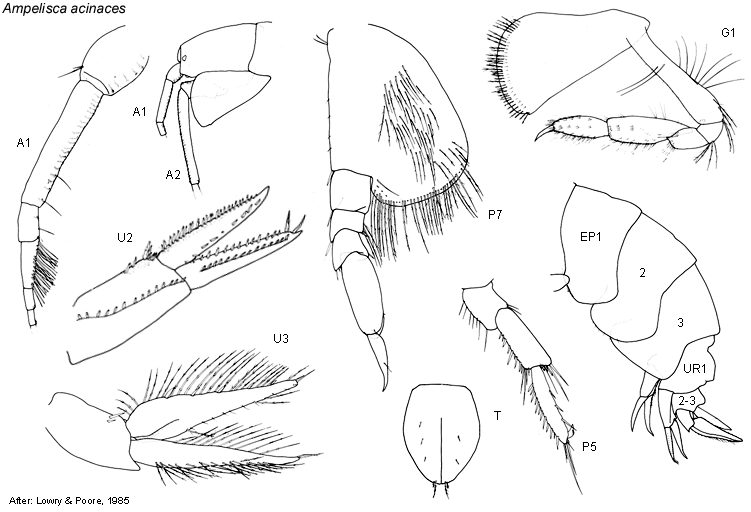 Ampelisca acinaces
G1
A1
A1
A2
P7
U2
EP1
2
3
U3
UR1
2-3
T
P5
After: Lowry & Poore, 1985